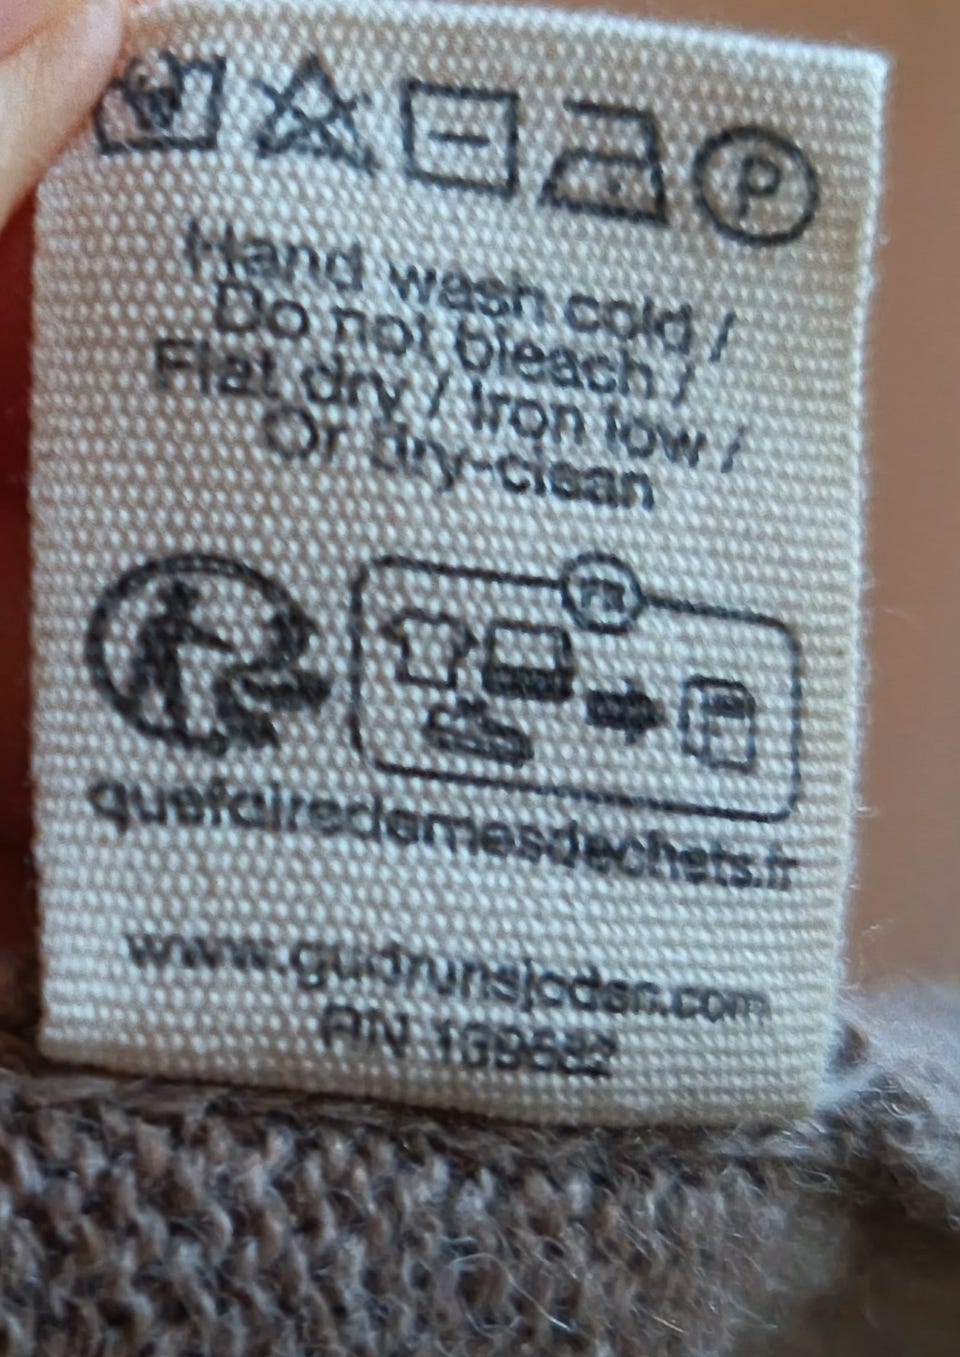 P
Hand wash cold /
Do not bleach /
Flat dry / Iron low /
Or dry-clean
FR
quefairedemesdechets.fr
www.gudrunsjoden.com
RN 139682